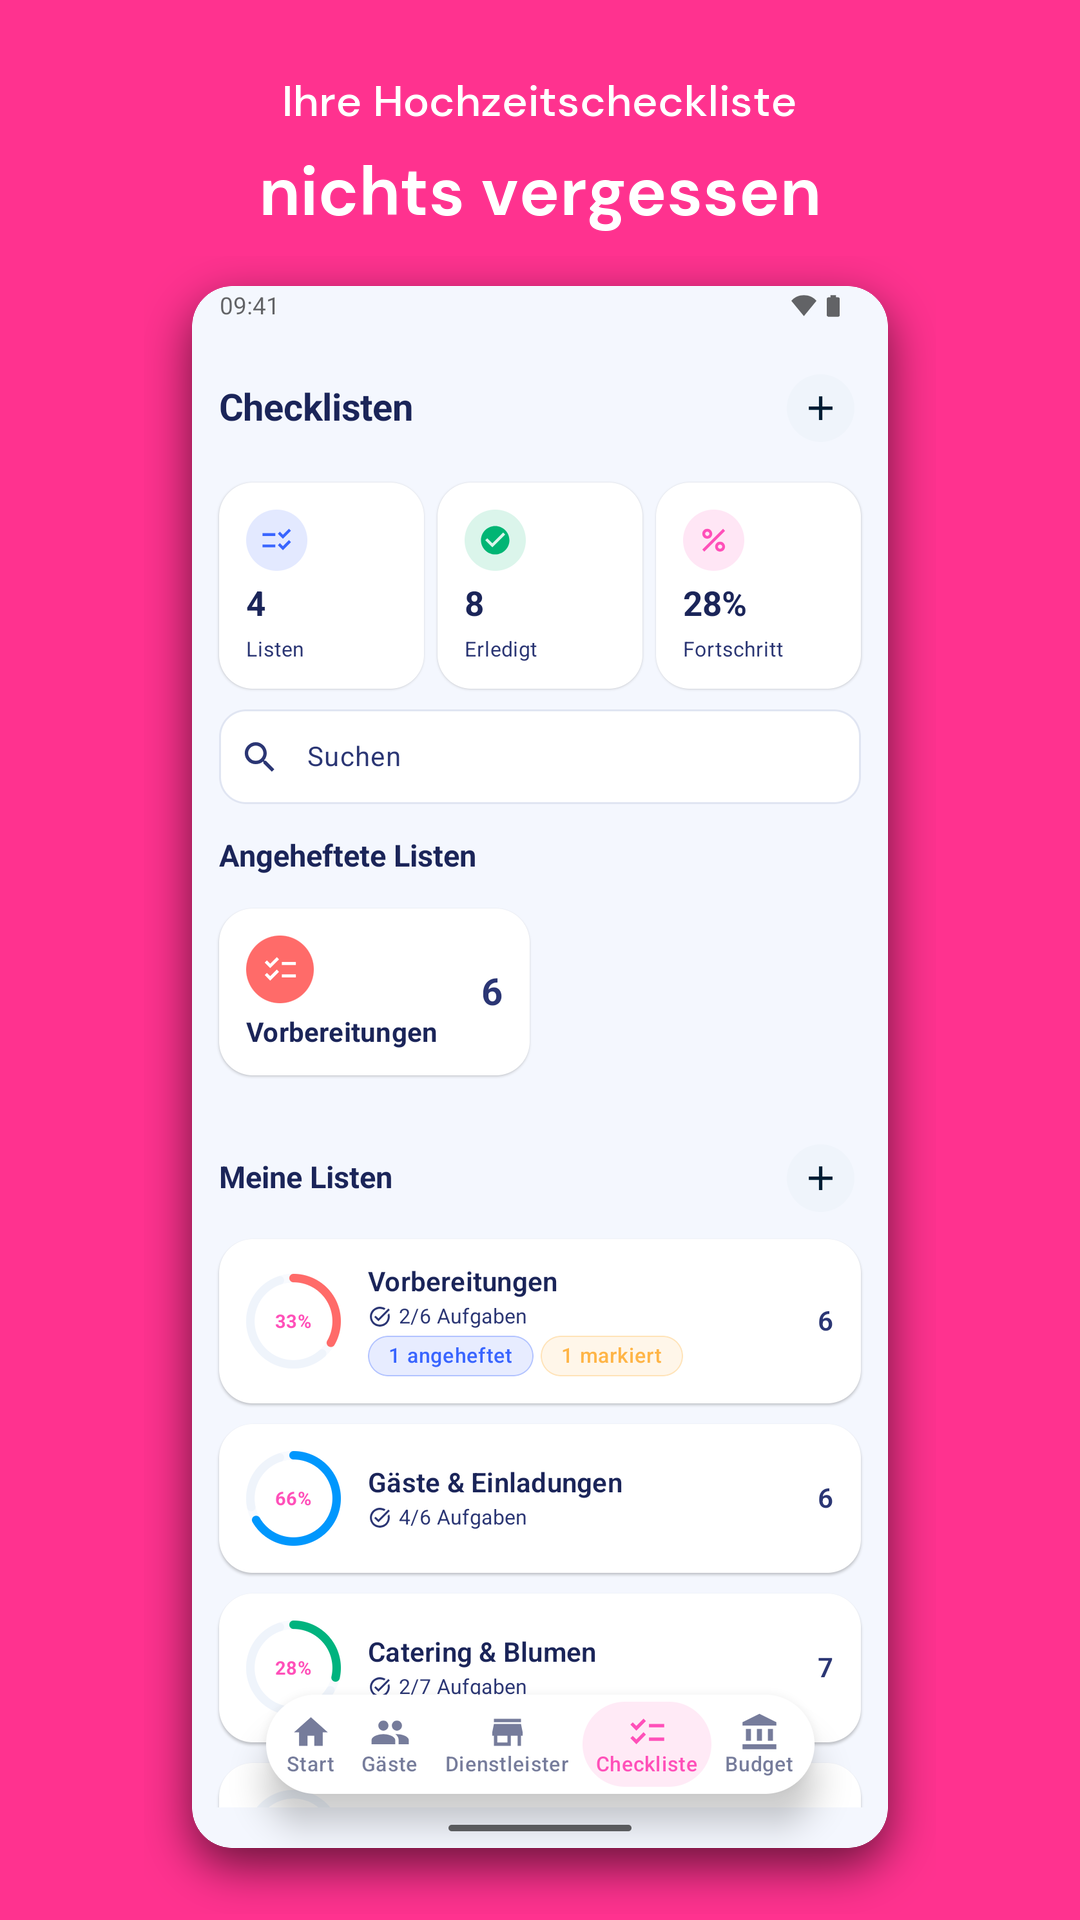 Ihre Hochzeitscheckliste
nichts vergessen
09:41
Checklisten
4
Listen
8
Erledigt
28%
Fortschritt
Suchen
Angeheftete Listen
6
Vorbereitungen
Meine Listen
33%
Vorbereitungen
2/6 Aufgaben
1 angeheftet
1 markiert
6
66%
Gäste & Einladungen
4/6 Aufgaben
6
28%
Catering & Blumen
2/7 Aufgaben
7
Start
Gäste
Dienstleister
Checkliste
Budget